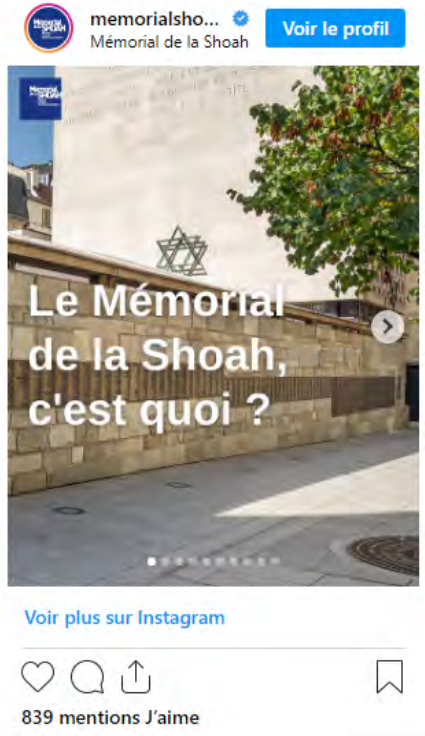 memorialsho...
Mémorial de la Shoah
Voir le profil
Le Mémorial
de la Shoah,
c'est quoi ?
Voir plus sur Instagram
839 mentions J'aime